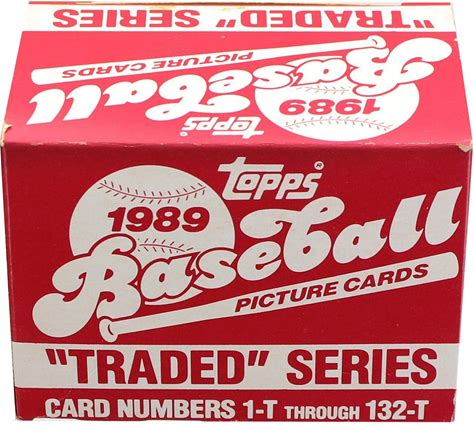 "TRADED" SERIES
PICTURE CARDS
Baseball
1989
topps
topps®
1989
Baseball
PICTURE CARDS
"TRADED" SERIES
CARD NUMBERS 1-T THROUGH 132-T